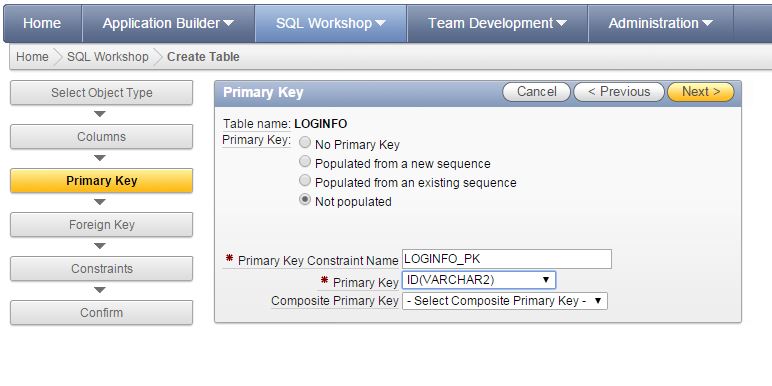 Home Application Builder SQL Workshop Team Development Administration
Home SQL Workshop Create Table
Select Object Type
Columns
Primary Key
Foreign Key
Constraints
Confirm
Primary Key Cancel < Previous Next >
Table name: LOGINFO
Primary Key:
No Primary Key
Populated from a new sequence
Populated from an existing sequence
Not populated
* Primary Key Constraint Name LOGINFO_PK
* Primary Key ID(VARCHAR2)
Composite Primary Key - Select Composite Primary Key -